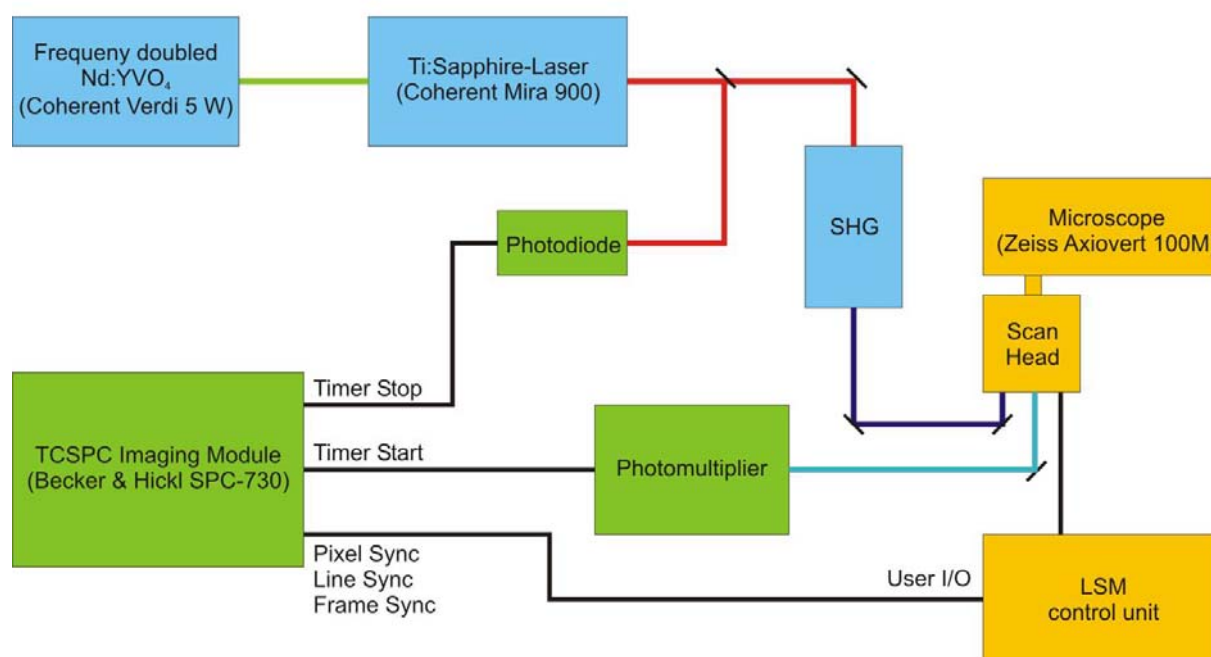 Frequeny doubled
Nd:YVO₄
(Coherent Verdi 5 W)
Ti:Sapphire-Laser
(Coherent Mira 900)
SHG
Microscope
(Zeiss Axiovert 100M
Photodiode
Scan
Head
Timer Stop
TCSPC Imaging Module
(Becker & Hickl SPC-730)
Timer Start
Photomultiplier
Pixel Sync
Line Sync
Frame Sync
User I/O
LSM
control unit